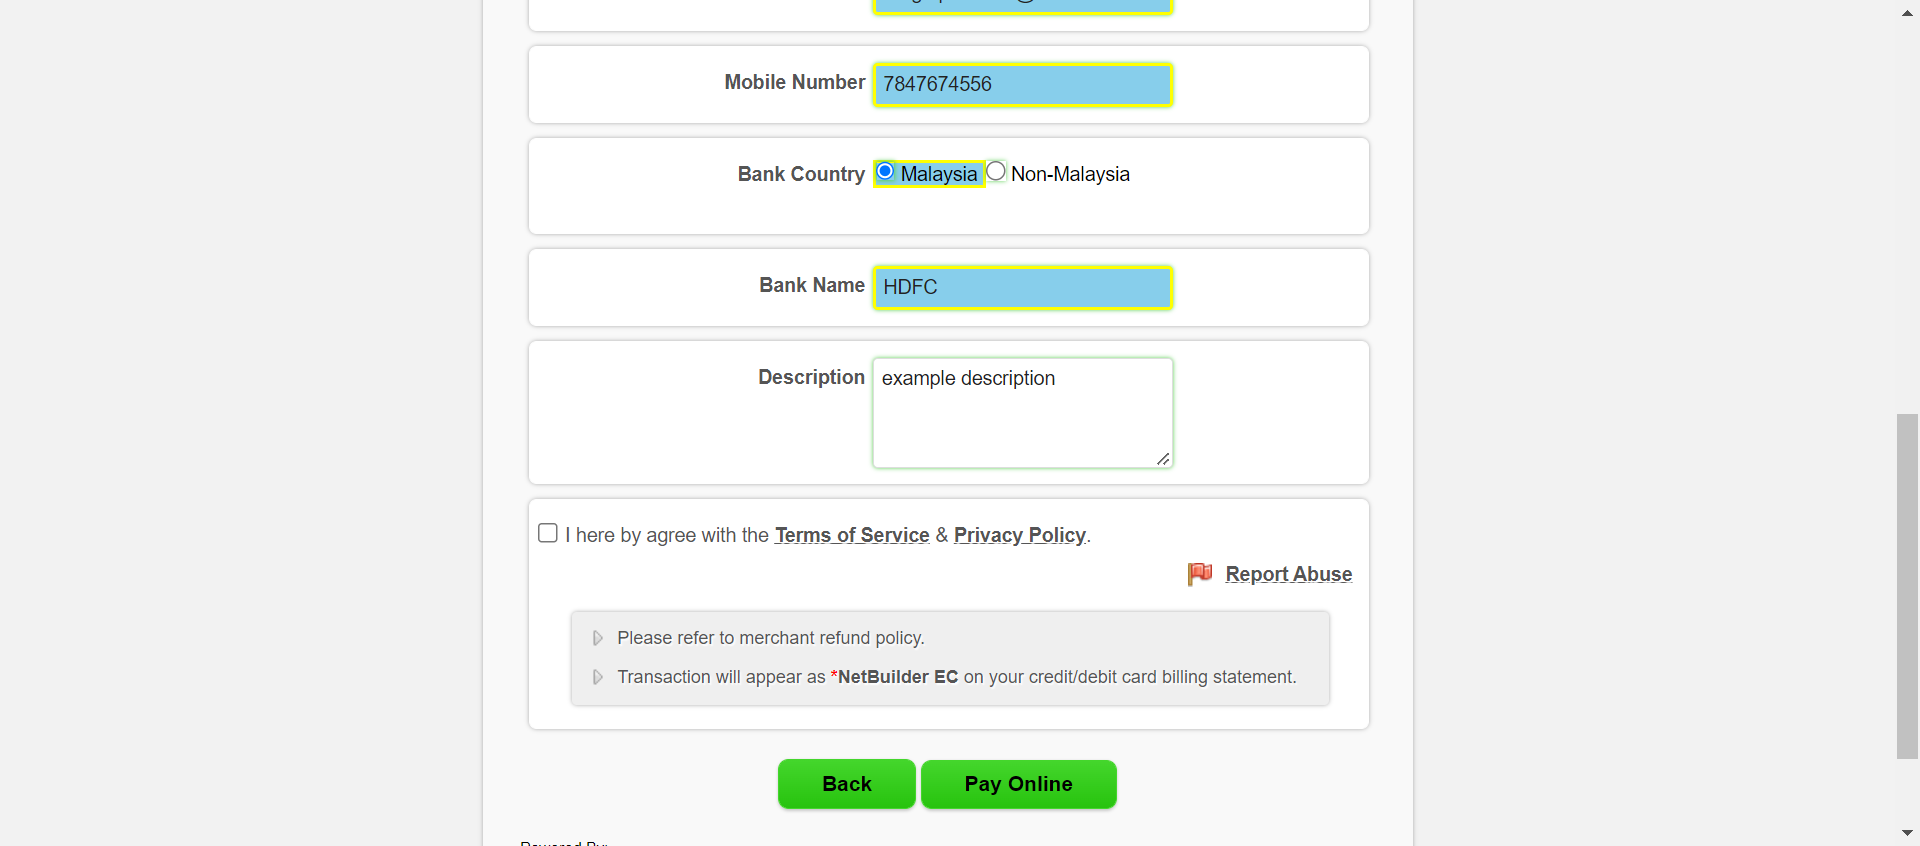 Mobile Number 7847674556
Bank Country Malaysia Non-Malaysia
Bank Name HDFC
Description example description
I here by agree with the Terms of Service & Privacy Policy.
Report Abuse
Please refer to merchant refund policy.
Transaction will appear as *NetBuilder EC on your credit/debit card billing statement.
Back Pay Online
Powered By: